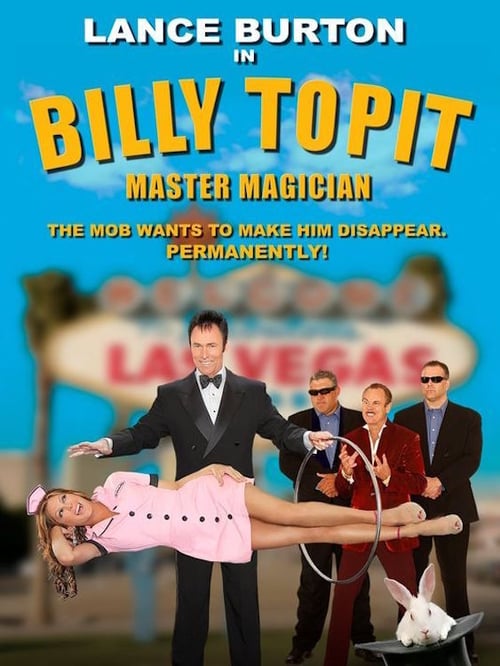 LANCE BURTON
IN
BILLY TOPIT
MASTER MAGICIAN
THE MOB WANTS TO MAKE HIM DISAPPEAR.
PERMANENTLY!
LAS VEGAS